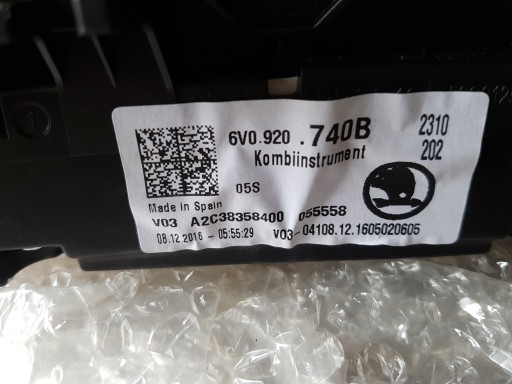 6V0.920 .740B 2310
Kombiinstrument 202
05S
Made in Spain
V03 A2C38358400 055558
08.12.2016 - 05:55:29 V03-04108.12.1605020605